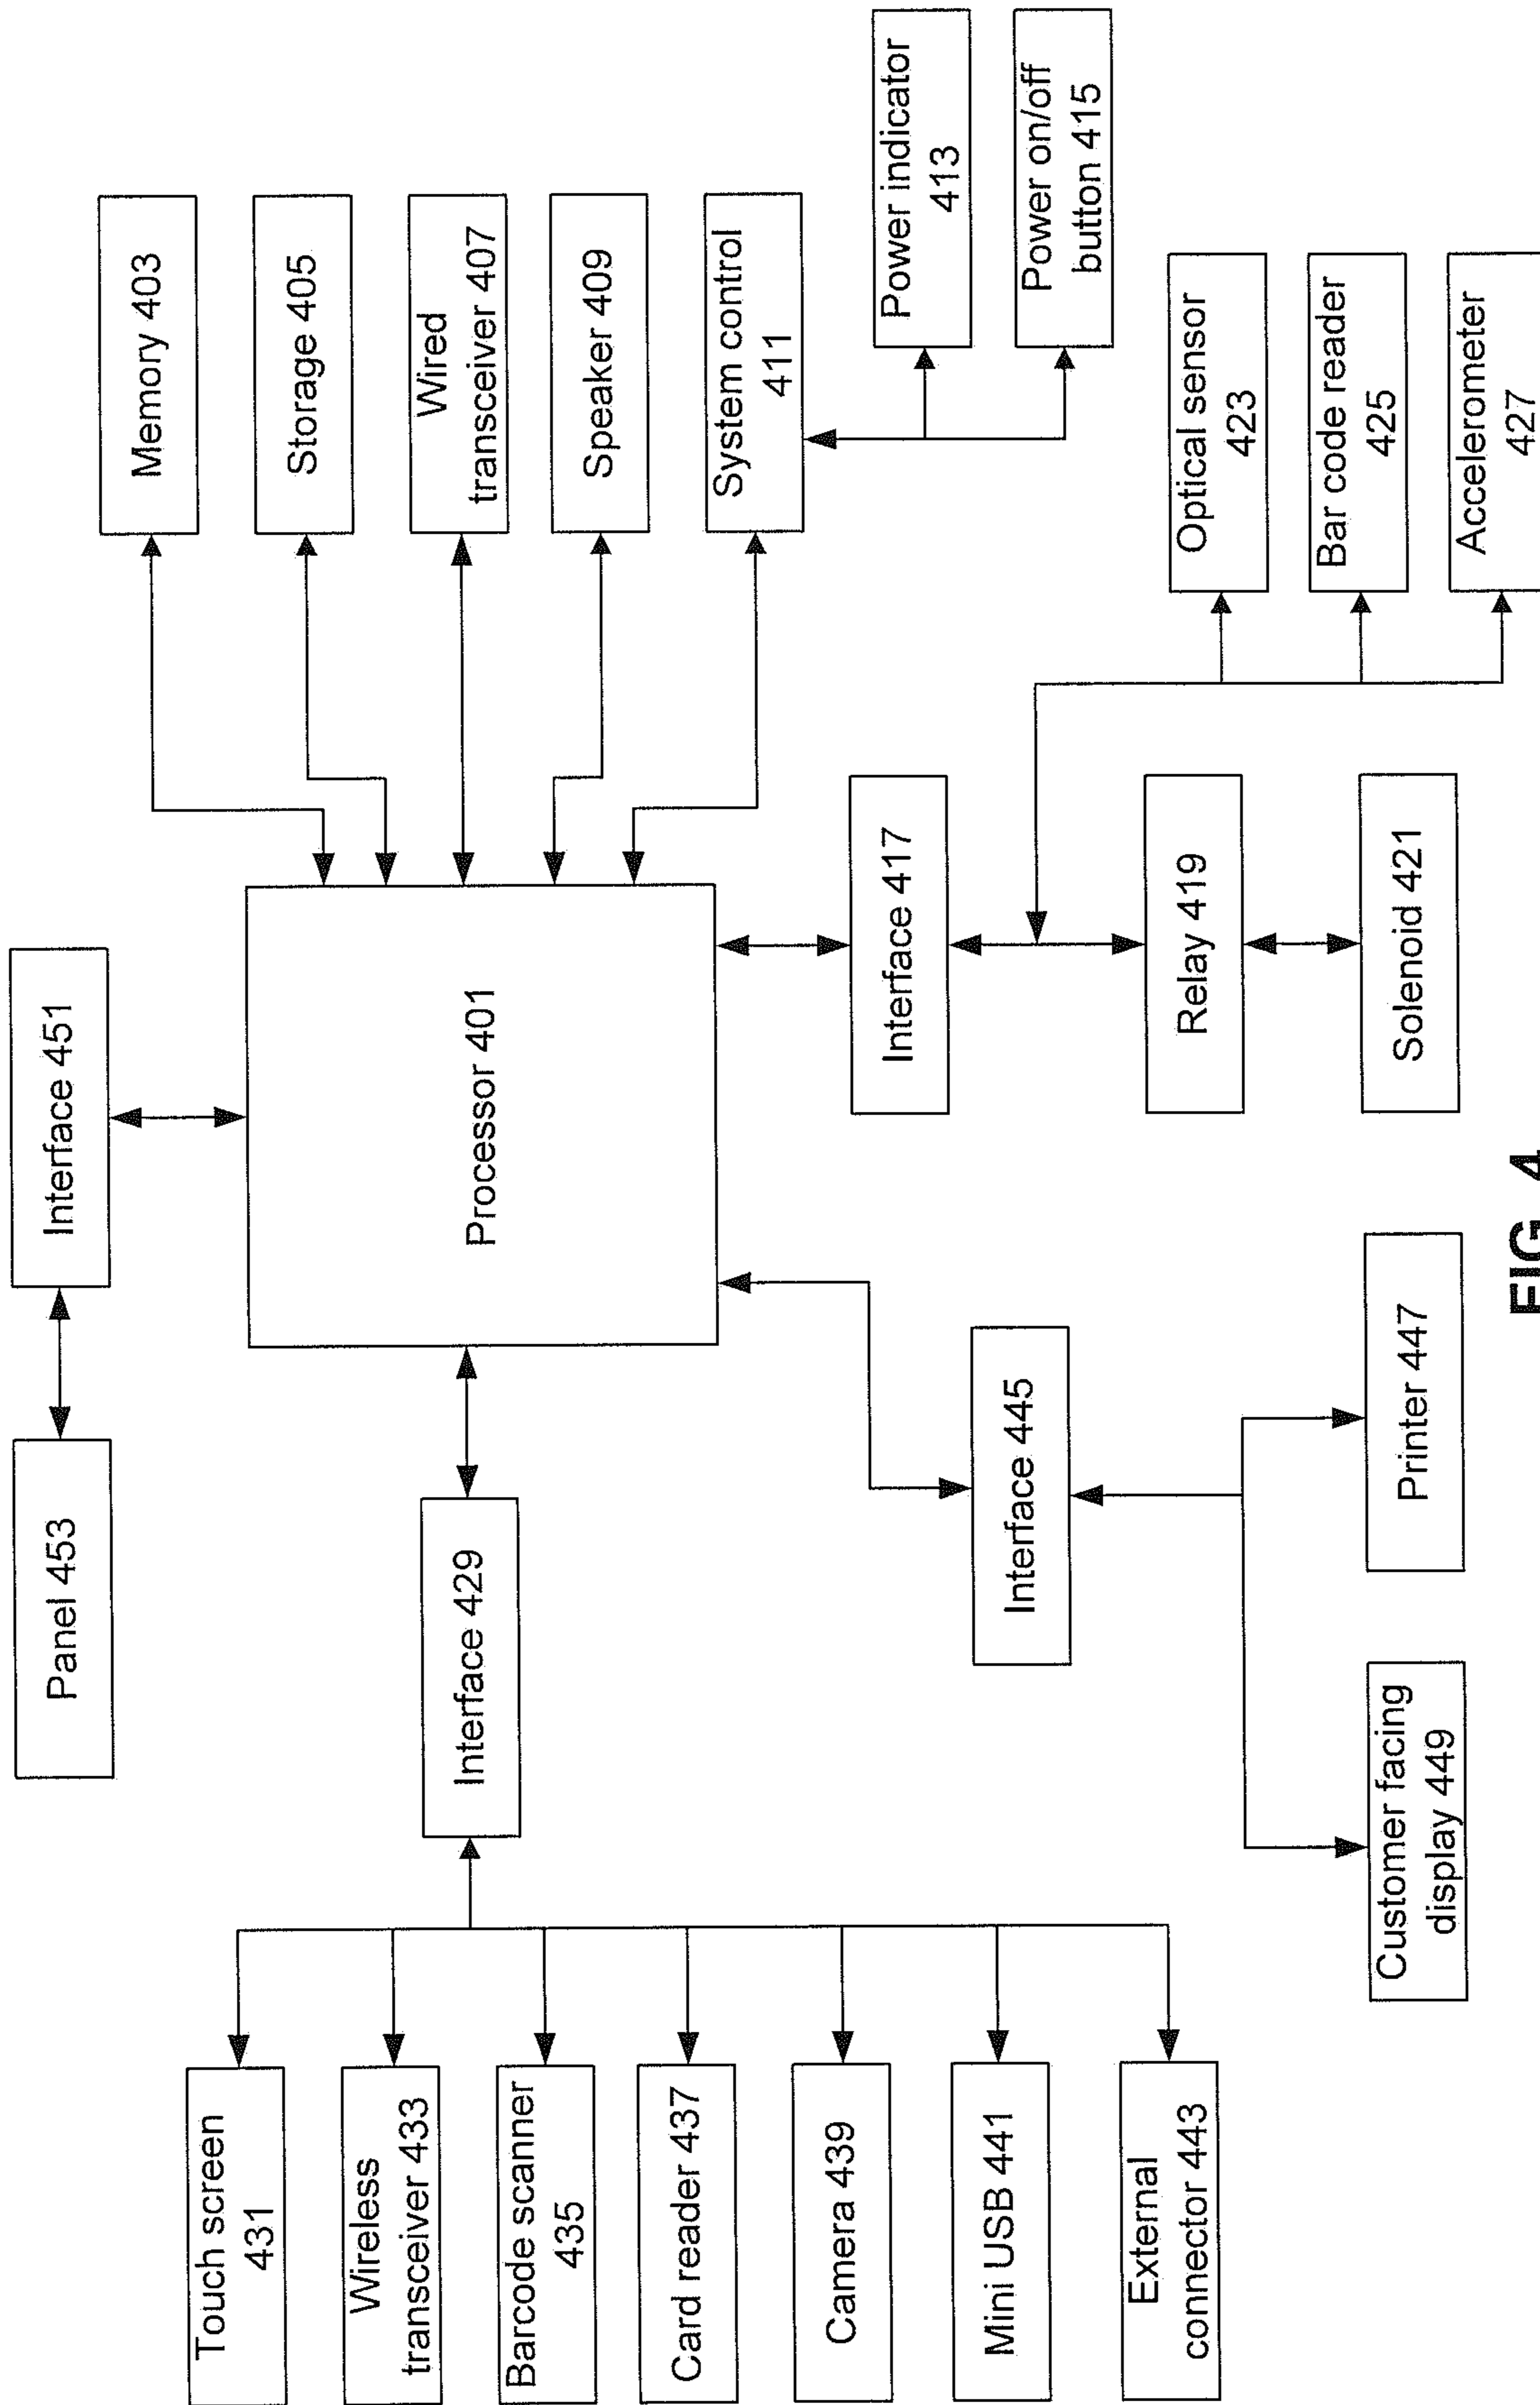 Panel 453
Interface 451
Touch screen
431
Wireless
transceiver 433
Barcode scanner
435
Card reader 437
Camera 439
Mini USB 441
External
connector 443
Interface 429
Processor 401
Memory 403
Storage 405
Wired
transceiver 407
Speaker 409
System control
411
Power indicator
413
Power on/off
button 415
Interface 417
Relay 419
Solenoid 421
Optical sensor
423
Bar code reader
425
Accelerometer
427
Interface 445
Customer facing
display 449
Printer 447
FIG. 4